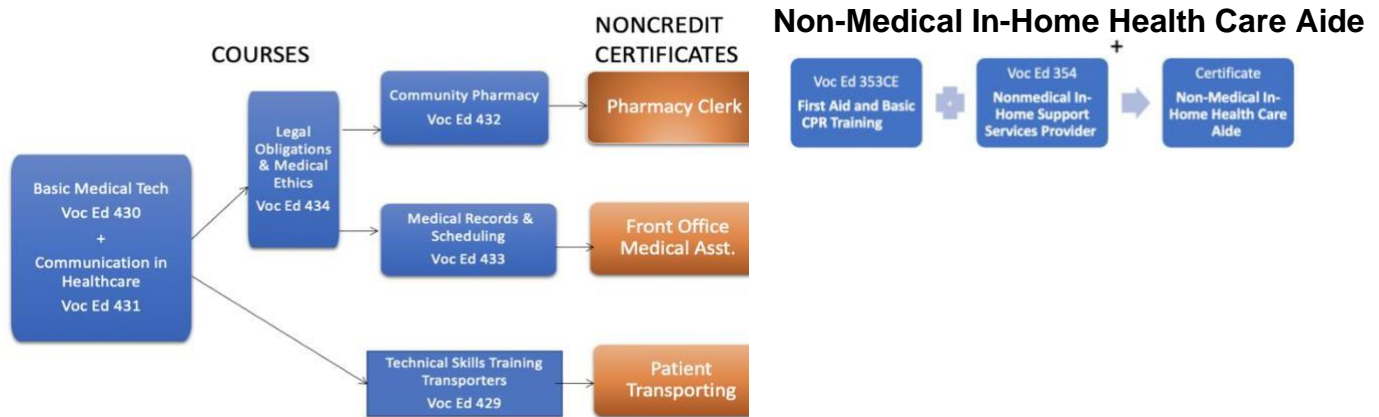 COURSES
NONCREDIT
CERTIFICATES
Basic Medical Tech
Voc Ed 430
+
Communication in
Healthcare
Voc Ed 431
Legal
Obligations
& Medical
Ethics
Voc Ed 434
Community Pharmacy
Voc Ed 432
Pharmacy Clerk
Medical Records &
Scheduling
Voc Ed 433
Front Office
Medical Asst.
Technical Skills Training
Transporters
Voc Ed 429
Patient
Transporting
Non-Medical In-Home Health Care Aide
+
Voc Ed 353CE
First Aid and Basic
CPR Training
Voc Ed 354
Nonmedical In-
Home Support
Services Provider
Certificate
Non-Medical In-
Home Health Care
Aide